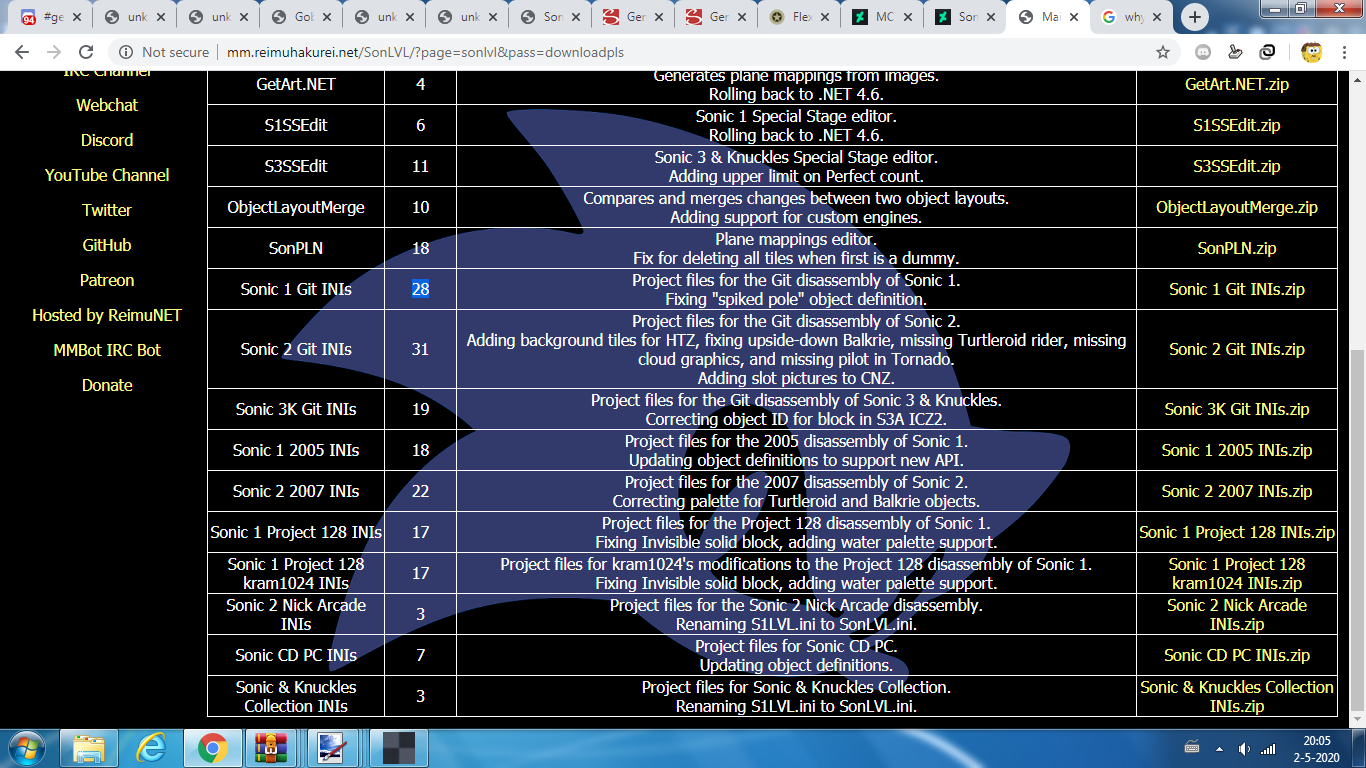 #ge
unk
unk
Gob
unk
unk
Son
Ger
Ger
Flex
MC
Son
Mai
why
94
Not secure
mm.reimuhakurei.net/SonLVL/?page=sonlvl&pass=downloadpls
IRC Channel
Webchat
Discord
YouTube Channel
Twitter
GitHub
Patreon
Hosted by ReimuNET
MMBot IRC Bot
Donate
GetArt.NET
4
Generates plane mappings from images.
Rolling back to .NET 4.6.
GetArt.NET.zip
S1SSEdit
6
Sonic 1 Special Stage editor.
Rolling back to .NET 4.6.
S1SSEdit.zip
S3SSEdit
11
Sonic 3 & Knuckles Special Stage editor.
Adding upper limit on Perfect count.
S3SSEdit.zip
ObjectLayoutMerge
10
Compares and merges changes between two object layouts.
Adding support for custom engines.
ObjectLayoutMerge.zip
SonPLN
18
Plane mappings editor.
Fix for deleting all tiles when first is a dummy.
SonPLN.zip
Sonic 1 Git INIs
28
Project files for the Git disassembly of Sonic 1.
Fixing "spiked pole" object definition.
Sonic 1 Git INIs.zip
Sonic 2 Git INIs
31
Project files for the Git disassembly of Sonic 2.
Adding background tiles for HTZ, fixing upside-down Balkrie, missing Turtleroid rider, missing
cloud graphics, and missing pilot in Tornado.
Adding slot pictures to CNZ.
Sonic 2 Git INIs.zip
Sonic 3K Git INIs
19
Project files for the Git disassembly of Sonic 3 & Knuckles.
Correcting object ID for block in S3A ICZ2.
Sonic 3K Git INIs.zip
Sonic 1 2005 INIs
18
Project files for the 2005 disassembly of Sonic 1.
Updating object definitions to support new API.
Sonic 1 2005 INIs.zip
Sonic 2 2007 INIs
22
Project files for the 2007 disassembly of Sonic 2.
Correcting palette for Turtleroid and Balkrie objects.
Sonic 2 2007 INIs.zip
Sonic 1 Project 128 INIs
17
Project files for the Project 128 disassembly of Sonic 1.
Fixing Invisible solid block, adding water palette support.
Sonic 1 Project 128 INIs.zip
Sonic 1 Project 128
kram1024 INIs
17
Project files for kram1024's modifications to the Project 128 disassembly of Sonic 1.
Fixing Invisible solid block, adding water palette support.
Sonic 1 Project 128
kram1024 INIs.zip
Sonic 2 Nick Arcade
INIs
3
Project files for the Sonic 2 Nick Arcade disassembly.
Renaming S1LVL.ini to SonLVL.ini.
Sonic 2 Nick Arcade
INIs.zip
Sonic CD PC INIs
7
Project files for Sonic CD PC.
Updating object definitions.
Sonic CD PC INIs.zip
Sonic & Knuckles
Collection INIs
3
Project files for Sonic & Knuckles Collection.
Renaming S1LVL.ini to SonLVL.ini.
Sonic & Knuckles Collection
INIs.zip
20:05
2-5-2020